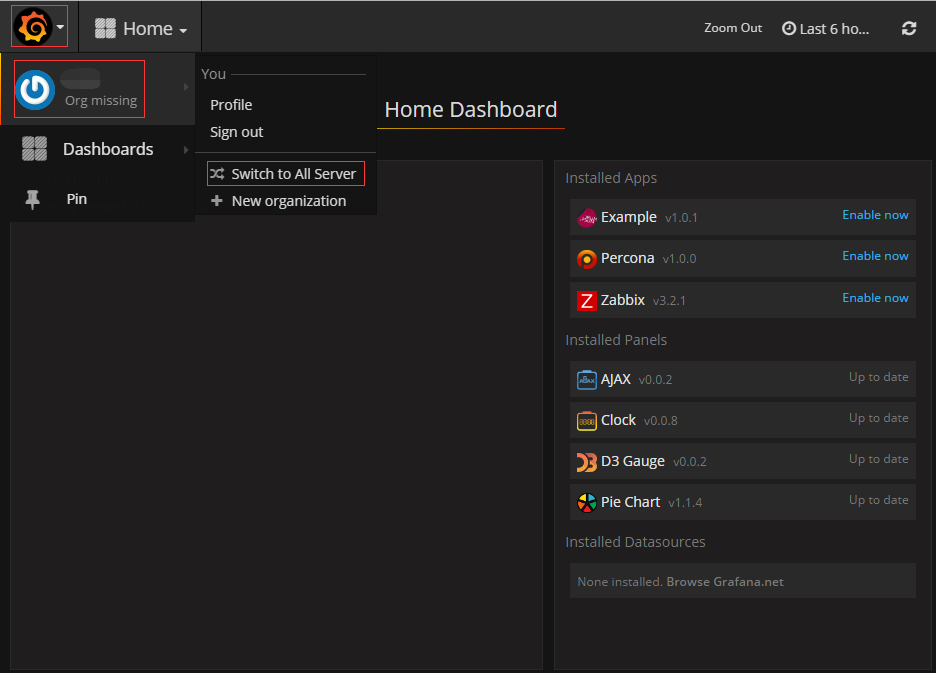 Home
Zoom Out
Last 6 ho...
Org missing
Dashboards
Pin
You
Profile
Sign out
Switch to All Server
New organization
Home Dashboard
Installed Apps
Example v1.0.1 Enable now
Percona v1.0.0 Enable now
Z Zabbix v3.2.1 Enable now
Installed Panels
AJAX AJAX v0.0.2 Up to date
Clock v0.0.8 Up to date
D3 D3 Gauge v0.0.2 Up to date
Pie Chart v1.1.4 Up to date
Installed Datasources
None installed. Browse Grafana.net